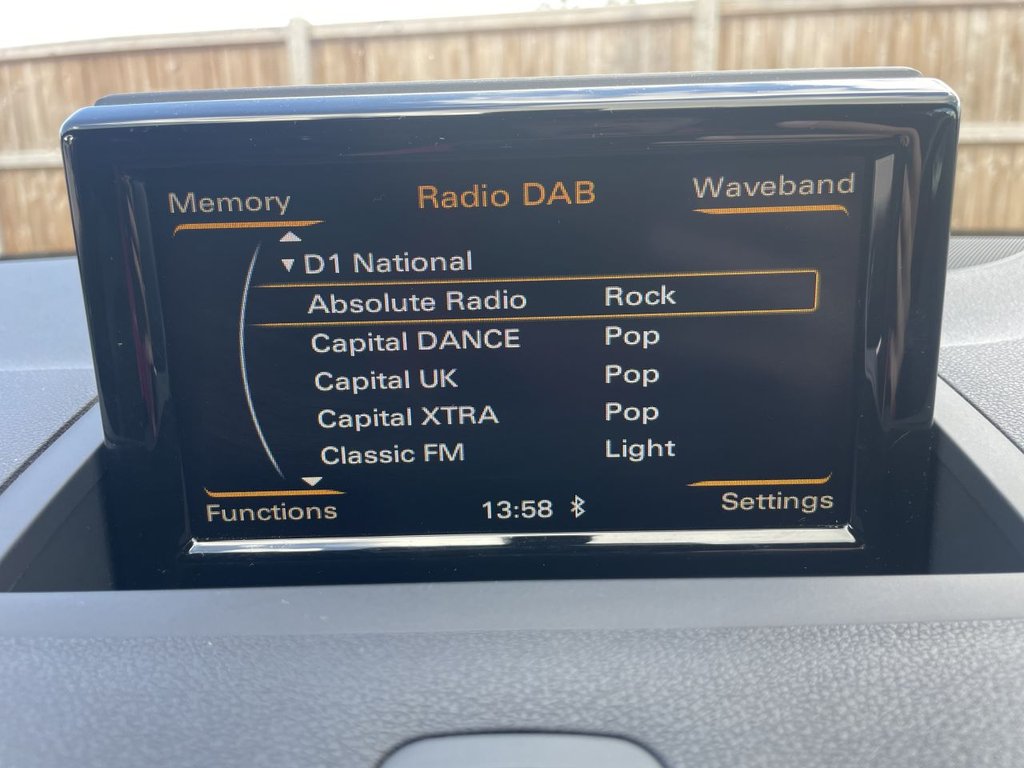 Memory Radio DAB Waveband
D1 National
Absolute Radio Rock
Capital DANCE Pop
Capital UK Pop
Capital XTRA Pop
Classic FM Light
Functions 13:58 Settings